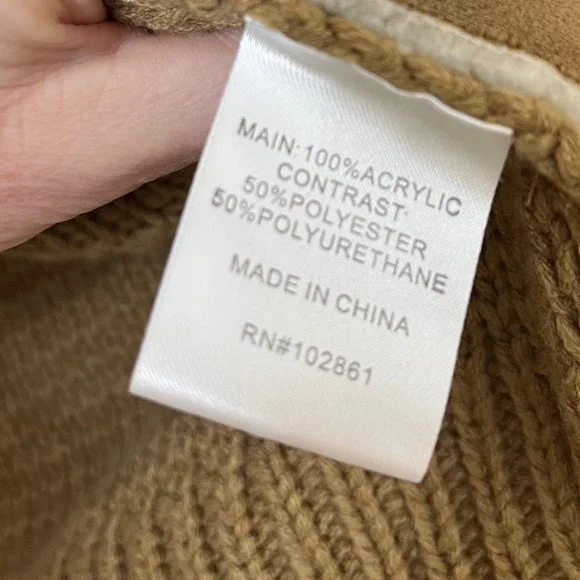 MAIN:100%ACRYLIC
CONTRAST:
50%POLYESTER
50%POLYURETHANE
MADE IN CHINA
RN#102861